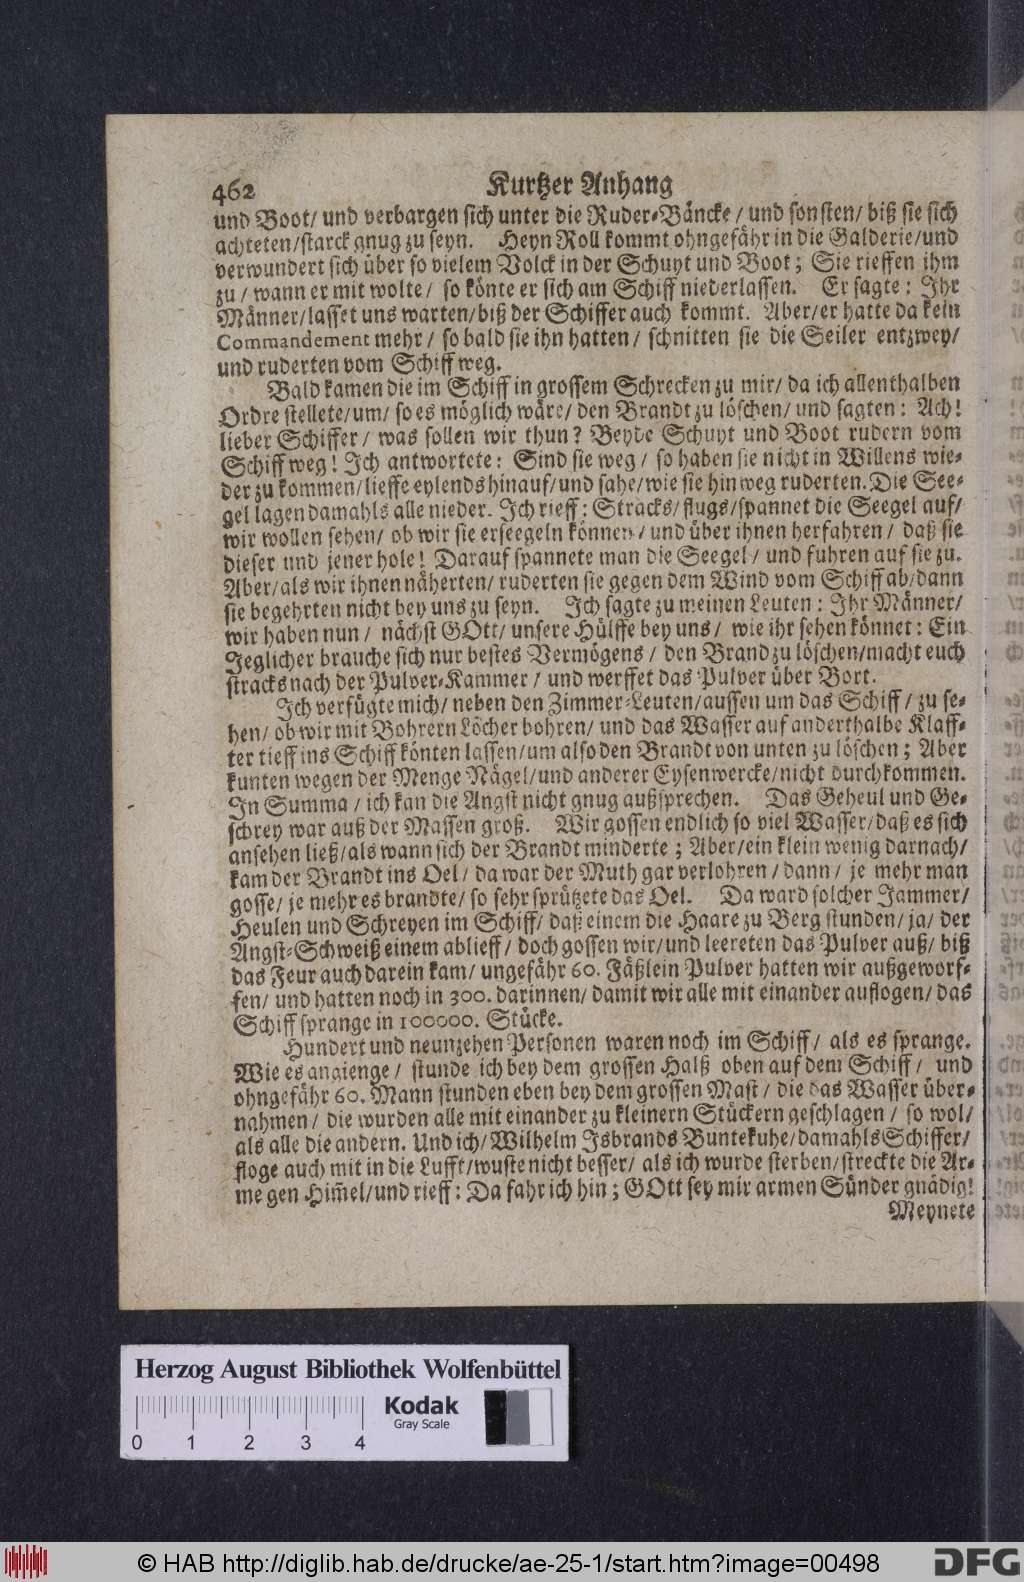 462 Kurtzer Anhang
und Boot/ und verbargen sich unter die Ruder-Bäncke / und sonsten/ biß sie sich
achteten/starck gnug zu seyn. Heyn Roll kommt ohngefähr in die Galderie/und
verwundert sich über so vielem Volck in der Schuyt und Boot; Sie rieffen ihm
zu / wann er mit wolte / so könte er sich am Schiff niederlassen. Er sagte: Ihr
Männer/lasset uns warten/biß der Schiffer auch kommt. Aber/er hatte da kein
Commandement mehr / so bald sie ihn hatten / schnitten sie die Seiler entzwey/
und ruderten vom Schiff weg.
Bald kamen die im Schiff in grossem Schrecken zu mir/ da ich allenthalben
Ordre stellete/um/ so es möglich wäre/ den Brandt zu löschen/ und sagten: Ach!
lieber Schiffer / was sollen wir thun? Beyde Schuyt und Boot rudern vom
Schiff weg! Ich antwortete: Sind sie weg / so haben sie nicht in Willens wie-
der zu kommen/lieffe eylends hinauf/und sahe/wie sie hinweg ruderten. Die See-
gel lagen damahls alle nieder. Ich rieff: Stracks/flugs/spannet die Seegel auf/
wir wollen sehen/ ob wir sie erseegeln können / und über ihnen herfahren / daß sie
dieser und jener hole! Darauf spannete man die Seegel / und fuhren auf sie zu.
Aber/als wir ihnen näherten/ ruderten sie gegen dem Wind vom Schiff ab/dann
sie begehrten nicht bey uns zu seyn. Ich sagte zu meinen Leuten: Ihr Männer/
wir haben nun / nächst GOtt/ unsere Hülffe bey uns / wie ihr sehen könnet: Ein
Jeglicher brauche sich nur bestes Vermögens / den Brand zu löschen/macht euch
stracks nach der Pulver-Kammer / und werffet das Pulver über Bort.
Ich verfügte mich/ neben den Zimmer-Leuten/aussen um das Schiff / zu se-
hen/ ob wir mit Bohrern Löcher bohren/ und das Wasser auf anderthalbe Klaff-
ter tieff ins Schiff könten lassen/um also den Brandt von unten zu löschen; Aber
kunten wegen der Menge Nägel/und anderer Eysenwercke/nicht durchkommen.
In Summa / ich kan die Angst nicht gnug außsprechen. Das Geheul und Ge-
schrey war auß der Massen groß. Wir gossen endlich so viel Wasser/daß es sich
ansehen ließ/als wann sich der Brandt minderte; Aber/ein klein wenig darnach/
kam der Brandt ins Oel / da war der Muth gar verlohren / dann / je mehr man
gosse/ je mehr es brandte/ so sehr sprützete das Oel. Da ward solcher Jammer/
Heulen und Schreyen im Schiff/ daß einem die Haare zu Berg stunden/ ja/ der
Angst-Schweiß einem ablieff / doch gossen wir/und leereten das Pulver auß/ biß
das Feur auch darein kam/ ungefähr 60. Fäßlein Pulver hatten wir außgeworf-
fen/ und hatten noch in 300. darinnen/ damit wir alle mit einander auflogen/ das
Schiff sprange in 100000. Stücke.
Hundert und neunzehen Personen waren noch im Schiff / als es sprange.
Wie es angienge / stunde ich bey dem grossen Halß oben auf dem Schiff / und
ohngefähr 60. Mann stunden eben bey dem grossen Mast / die das Wasser über-
nahmen / die wurden alle mit einander zu kleinern Stückern geschlagen / so wol/
als alle die andern. Und ich/ Wilhelm Isbrands Buntekuhe/damahls Schiffer/
floge auch mit in die Lufft/wuste nicht besser/ als ich wurde sterben/streckte die Ar-
me gen Him̃el/und rieff: Da fahr ich hin; GOtt sey mir armen Sünder gnädig!
Meynete
Herzog August Bibliothek Wolfenbüttel
Kodak
Gray Scale
0 1 2 3 4
© HAB http://diglib.hab.de/drucke/ae-25-1/start.htm?image=00498
DFG